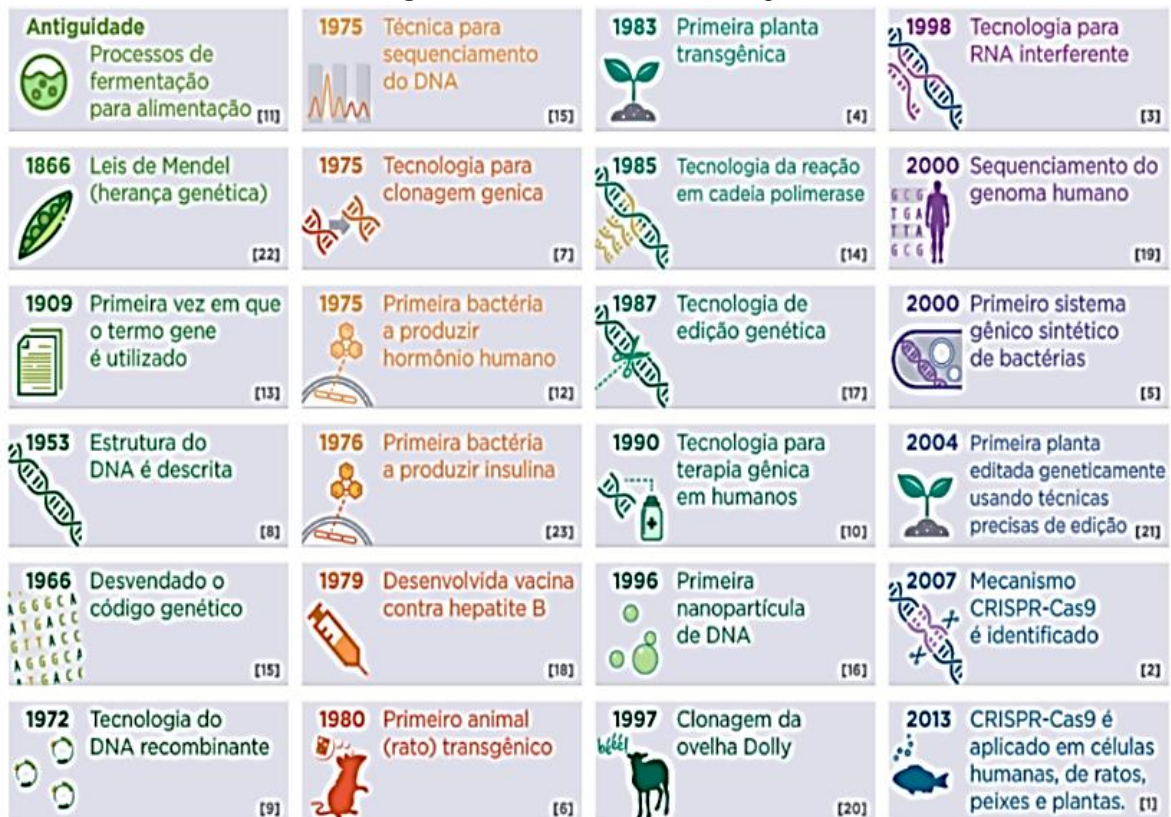 Antiguidade
Processos de
fermentação
para alimentação [11]
1866 Leis de Mendel
(herança genética)
[22]
1909 Primeira vez em que
o termo gene
é utilizado
[13]
1953 Estrutura do
DNA é descrita
[8]
1966 Desvendado o
código genético
[15]
1972 Tecnologia do
DNA recombinante
[9]
1975 Técnica para
sequenciamento
do DNA
[15]
1975 Tecnologia para
clonagem genica
[7]
1975 Primeira bactéria
a produzir
hormônio humano
[12]
1976 Primeira bactéria
a produzir insulina
[23]
1979 Desenvolvida vacina
contra hepatite B
[18]
1980 Primeiro animal
(rato) transgênico
[6]
1983 Primeira planta
transgênica
[4]
1985 Tecnologia da reação
em cadeia polimerase
[14]
1987 Tecnologia de
edição genética
[17]
1990 Tecnologia para
terapia gênica
em humanos
[10]
1996 Primeira
nanopartícula
de DNA
[16]
1997 Clonagem da
ovelha Dolly
bééé!
[20]
1998 Tecnologia para
RNA interferente
[3]
2000 Sequenciamento do
genoma humano
G C G
T G A
T T A
G C G
[19]
2000 Primeiro sistema
gênico sintético
de bactérias
[5]
2004 Primeira planta
editada geneticamente
usando técnicas
precisas de edição [21]
2007 Mecanismo
CRISPR-Cas9
é identificado
[2]
2013 CRISPR-Cas9 é
aplicado em células
humanas, de ratos,
peixes e plantas. [1]